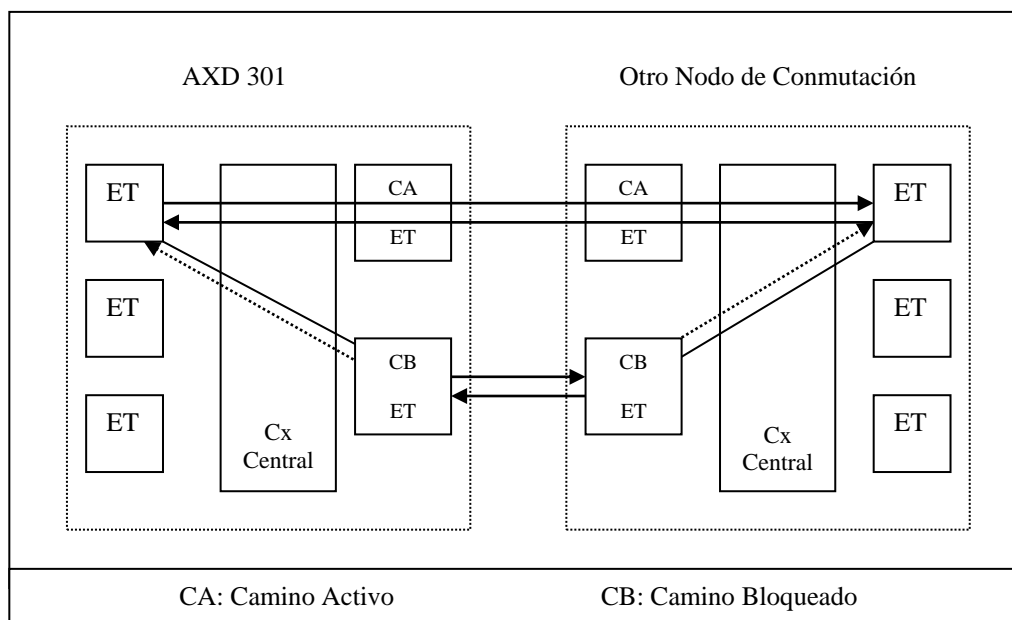 AXD 301
Otro Nodo de Conmutación
ET
CA
ET
CA
ET
ET
ET
ET
CB
ET
CB
ET
ET
ET
Cx
Central
Cx
Central
CA: Camino Activo
CB: Camino Bloqueado